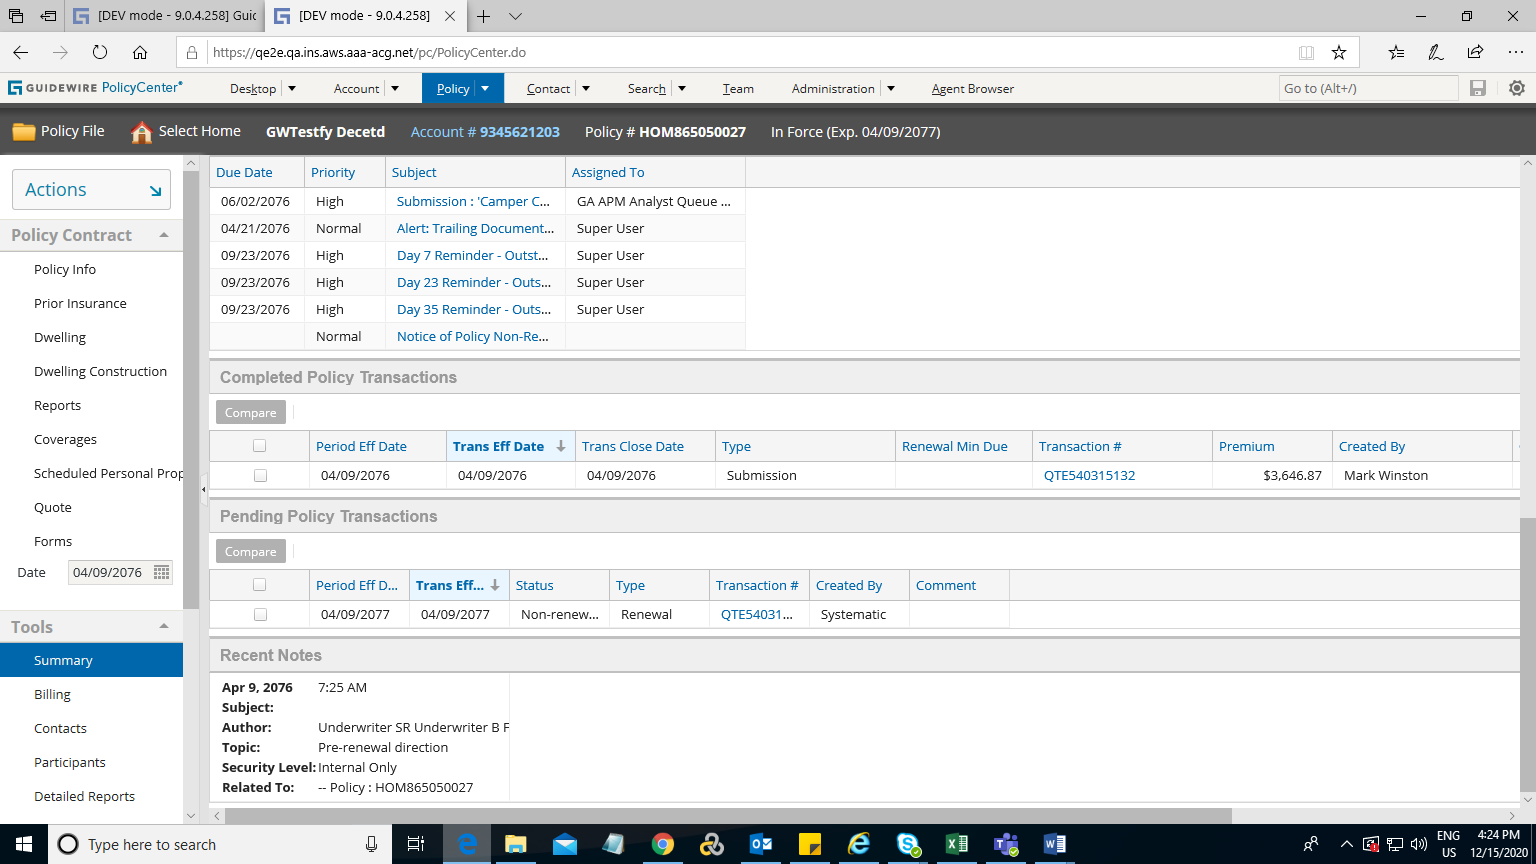 [DEV mode - 9.0.4.258] Guid
[DEV mode - 9.0.4.258]
https://qe2e.qa.ins.aws.aaa-acg.net/pc/PolicyCenter.do
GUIDEWIRE PolicyCenter
Desktop Account Policy Contact Search Team Administration Agent Browser
Go to (Alt+/)
Policy File Select Home GWTestfy Decetd Account # 9345621203 Policy # HOM865050027 In Force (Exp. 04/09/2077)
Actions
Policy Contract
Policy Info
Prior Insurance
Dwelling
Dwelling Construction
Reports
Coverages
Scheduled Personal Prop
Quote
Forms
Date 04/09/2076
Tools
Summary
Billing
Contacts
Participants
Detailed Reports
Due Date Priority Subject Assigned To
06/02/2076 High Submission : 'Camper C... GA APM Analyst Queue ...
04/21/2076 Normal Alert: Trailing Document... Super User
09/23/2076 High Day 7 Reminder - Outst... Super User
09/23/2076 High Day 23 Reminder - Outs... Super User
09/23/2076 High Day 35 Reminder - Outs... Super User
Normal Notice of Policy Non-Re...
Completed Policy Transactions
Compare
Period Eff Date Trans Eff Date Trans Close Date Type Renewal Min Due Transaction # Premium Created By
04/09/2076 04/09/2076 04/09/2076 Submission QTE540315132 $3,646.87 Mark Winston
Pending Policy Transactions
Compare
Period Eff D... Trans Eff... Status Type Transaction # Created By Comment
04/09/2077 04/09/2077 Non-renew... Renewal QTE54031... Systematic
Recent Notes
Apr 9, 2076 7:25 AM
Subject:
Author: Underwriter SR Underwriter B F
Topic: Pre-renewal direction
Security Level: Internal Only
Related To: -- Policy : HOM865050027
Type here to search
ENG
US
4:24 PM
12/15/2020